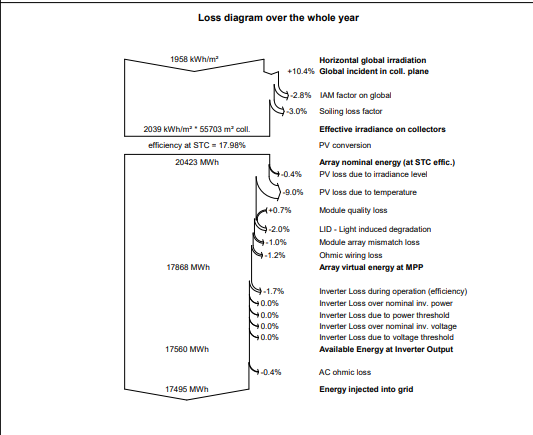 Loss diagram over the whole year
1958 kWh/m² Horizontal global irradiation
+10.4% Global incident in coll. plane
-2.8% IAM factor on global
-3.0% Soiling loss factor
2039 kWh/m² * 55703 m² coll. Effective irradiance on collectors
efficiency at STC = 17.98% PV conversion
20423 MWh Array nominal energy (at STC effic.)
-0.4% PV loss due to irradiance level
-9.0% PV loss due to temperature
+0.7% Module quality loss
-2.0% LID - Light induced degradation
-1.0% Module array mismatch loss
-1.2% Ohmic wiring loss
17868 MWh Array virtual energy at MPP
-1.7% Inverter Loss during operation (efficiency)
0.0% Inverter Loss over nominal inv. power
0.0% Inverter Loss due to power threshold
0.0% Inverter Loss over nominal inv. voltage
0.0% Inverter Loss due to voltage threshold
17560 MWh Available Energy at Inverter Output
-0.4% AC ohmic loss
17495 MWh Energy injected into grid